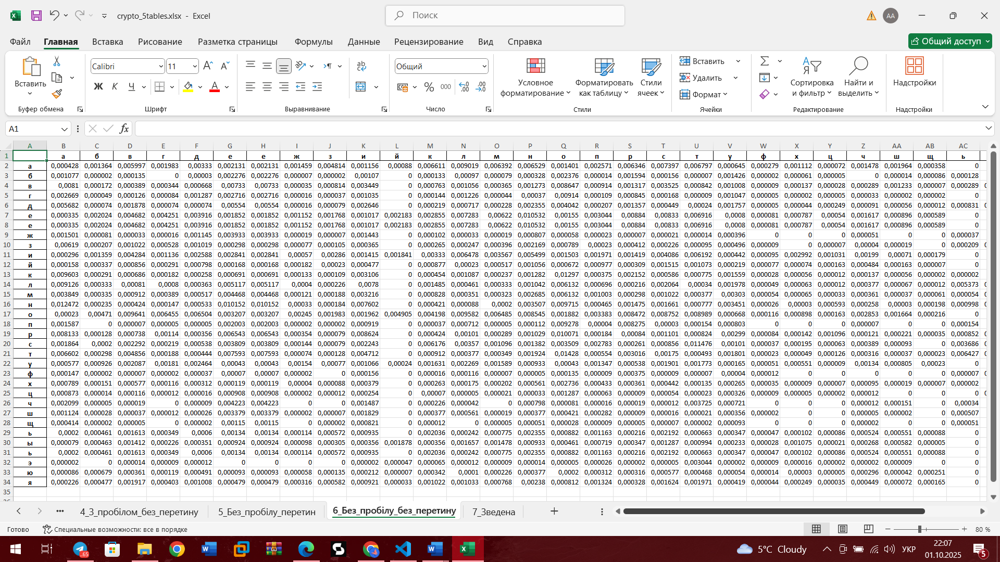 crypto_5tables.xlsx - Excel
Поиск
AA
Файл Главная Вставка Рисование Разметка страницы Формулы Данные Рецензирование Вид Справка
Общий доступ
Вставить
Calibri 11
Общий
Условное форматирование
Форматировать как таблицу
Стили ячеек
Вставить
Удалить
Формат
Сортировка и фильтр
Найти и выделить
Надстройки
Буфер обмена Шрифт Выравнивание Число Стили Ячейки Редактирование Надстройки
A1
A B C D E F G H I J K L M N O P Q R S T U V W X Y Z AA AB AC
1 а б в г д е е ж з и й к л м н о п р с т у ф х ц ч ш щ ь
2 а 0,000428 0,001364 0,005997 0,001983 0,00333 0,002131 0,002131 0,001459 0,004814 0,001156 0,00088 0,006611 0,009019 0,006392 0,006529 0,001401 0,002571 0,006346 0,007397 0,006797 0,000645 0,000279 0,001112 0,000072 0,001478 0,001964 0,000358 0
3 б 0,001077 0,000002 0,000135 0 0,00003 0,002276 0,002276 0,000007 0,000002 0,00107 0 0,000133 0,00097 0,000079 0,000328 0,002376 0,000014 0,001594 0,000156 0,000007 0,001426 0,000002 0,000061 0,000005 0 0,000014 0,000086 0,000128
4 в 0,0081 0,000172 0,000389 0,000344 0,000668 0,00733 0,00733 0,000035 0,000814 0,003449 0 0,000763 0,001056 0,000365 0,001273 0,008647 0,000914 0,001317 0,003525 0,000842 0,001008 0,000009 0,000137 0,000028 0,000289 0,001233 0,000007 0,000289
5 г 0,002669 0,000049 0,000126 0,000084 0,001287 0,002716 0,002716 0,000016 0,000037 0,001035 0 0,000144 0,001226 0,000044 0,00037 0,00914 0,000109 0,000845 0,000168 0,000009 0,001047 0,000005 0,000002 0,000005 0,000033 0,000002 0,000002 0
6 д 0,005682 0,000074 0,001878 0,000074 0,000074 0,00554 0,00554 0,000016 0,000079 0,002646 0 0,000219 0,000717 0,000228 0,002355 0,004042 0,000207 0,001357 0,000449 0,00024 0,001757 0,000005 0,000044 0,000249 0,000091 0,000056 0,000012 0,000831
7 е 0,000335 0,002024 0,004682 0,004251 0,003916 0,001852 0,001852 0,001152 0,001768 0,001017 0,002183 0,002855 0,007283 0,00622 0,010532 0,00155 0,003044 0,00884 0,00833 0,006916 0,0008 0,000081 0,000787 0,00054 0,001617 0,000896 0,000589 0
8 е 0,000335 0,002024 0,004682 0,004251 0,003916 0,001852 0,001852 0,001152 0,001768 0,001017 0,002183 0,002855 0,007283 0,00622 0,010532 0,00155 0,003044 0,00884 0,00833 0,006916 0,0008 0,000081 0,000787 0,00054 0,001617 0,000896 0,000589 0
9 ж 0,001501 0,000081 0,000033 0,000016 0,001145 0,003933 0,003933 0,000019 0,000007 0,001443 0 0,000102 0,000033 0,000019 0,000807 0,000058 0,000023 0,000007 0,000021 0,000014 0,000396 0 0 0 0,000051 0 0 0,000037
10 з 0,00619 0,000207 0,001022 0,000528 0,001019 0,000298 0,000298 0,000077 0,000105 0,000365 0 0,000265 0,000247 0,000396 0,002169 0,000789 0,00023 0,000412 0,000226 0,000095 0,000496 0,000009 0 0,000007 0,00004 0,000019 0 0,000209
11 и 0,000296 0,001359 0,004284 0,001136 0,002588 0,002841 0,002841 0,00057 0,00286 0,001415 0,001841 0,00333 0,006478 0,003567 0,005499 0,001503 0,001971 0,001419 0,004086 0,006192 0,000442 0,000095 0,002992 0,001031 0,00199 0,00071 0,000179 0
12 й 0,000158 0,000337 0,000856 0,000291 0,000798 0,000168 0,000168 0,000182 0,00023 0,000477 0 0,000877 0,00023 0,000517 0,001056 0,000672 0,000977 0,000309 0,001515 0,001073 0,000219 0,000077 0,000074 0,000163 0,000484 0,000163 0,000007 0
13 к 0,009603 0,000291 0,000686 0,000182 0,000258 0,000691 0,000691 0,000133 0,000109 0,003106 0 0,000454 0,001087 0,000237 0,001282 0,01297 0,000375 0,002152 0,000586 0,000775 0,001559 0,000028 0,000056 0,000012 0,000137 0,000056 0,000002 0,000002
14 л 0,009126 0,000333 0,00081 0,0008 0,000363 0,005117 0,005117 0,0004 0,000226 0,0078 0 0,001485 0,000461 0,000333 0,001042 0,006132 0,000696 0,000216 0,002064 0,00034 0,001978 0,000049 0,000063 0,000012 0,000377 0,000067 0,000012 0,005373
15 м 0,003849 0,000335 0,000912 0,000389 0,000517 0,004468 0,004468 0,000121 0,000188 0,003216 0 0,000828 0,000351 0,000323 0,002685 0,006132 0,001003 0,000298 0,001022 0,000377 0,00303 0,000054 0,000065 0,000033 0,000361 0,000037 0,000061 0,000054
16 н 0,012472 0,000235 0,000424 0,000147 0,000533 0,010152 0,010152 0,00033 0,000184 0,007602 0 0,000421 0,000088 0,0002 0,003507 0,009715 0,000465 0,001475 0,001661 0,000777 0,003451 0,000026 0,00003 0,000593 0,000258 0,00003 0,000198 0,000998
17 о 0,00023 0,00471 0,009641 0,006455 0,006504 0,003207 0,003207 0,00245 0,001983 0,001962 0,004905 0,004198 0,009582 0,006485 0,008545 0,001882 0,003383 0,008472 0,008752 0,008989 0,000668 0,000116 0,000898 0,000163 0,002853 0,001664 0,000216 0
18 п 0,001587 0 0,000007 0,000005 0,000005 0,002003 0,002003 0,000002 0,000002 0,000919 0 0,000037 0,000712 0,000005 0,000112 0,009278 0,00004 0,008275 0,00003 0,000154 0,000803 0 0 0 0,000007 0 0 0,000154
19 р 0,008133 0,000128 0,000738 0,00114 0,000356 0,006543 0,006543 0,000354 0,000079 0,008624 0 0,000424 0,00101 0,000289 0,001029 0,010071 0,000184 0,00084 0,001101 0,000824 0,00299 0,000084 0,000142 0,001096 0,000121 0,000221 0,000035 0,000852
20 с 0,001864 0,0002 0,002292 0,000219 0,000538 0,003809 0,003809 0,000144 0,000079 0,002243 0 0,006176 0,00357 0,001096 0,001382 0,003509 0,002783 0,000261 0,000856 0,011476 0,00101 0,000037 0,000195 0,000063 0,000389 0,000093 0 0,003686
21 т 0,006602 0,000298 0,004856 0,000188 0,000444 0,007593 0,007593 0,000074 0,000128 0,004712 0 0,000912 0,000377 0,000349 0,001924 0,01428 0,000554 0,003016 0,00175 0,000493 0,001801 0,000023 0,000049 0,000126 0,000316 0,000037 0,000023 0,006427
22 у 0,000577 0,000926 0,002087 0,00181 0,002464 0,00043 0,00043 0,00154 0,00077 0,001066 0,00024 0,001631 0,002269 0,001589 0,000933 0,00043 0,001347 0,000538 0,001901 0,001773 0,000165 0,000051 0,000551 0,000009 0,00134 0,000805 0,00023 0
23 ф 0,000147 0,000002 0,000007 0,000002 0,000037 0,00007 0,00007 0,000002 0 0,000156 0 0,000016 0,000116 0,000007 0,000005 0,000135 0,000009 0,000375 0,000009 0,000007 0,00004 0,000012 0 0 0 0 0 0,000007
24 х 0,000789 0,000151 0,000577 0,000116 0,000312 0,000119 0,000119 0,00004 0,000088 0,000379 0 0,000263 0,000175 0,000202 0,000561 0,002736 0,000433 0,000361 0,000442 0,000135 0,000265 0,000035 0,000009 0,000007 0,000095 0,000019 0,000007 0,000002
25 ц 0,000873 0,000014 0,000116 0,000012 0,000016 0,000908 0,000908 0,000002 0,000012 0,000254 0 0,00007 0,000005 0,000021 0,000033 0,001287 0,000063 0,000009 0,000054 0,000023 0,000326 0,000009 0,000005 0,000002 0,000012 0 0 0
26 ч 0,002099 0,000005 0,000019 0 0,000009 0,004223 0,004223 0 0 0,001487 0 0,000226 0,000042 0 0,000798 0,000081 0,000016 0,000019 0,000012 0,003725 0,000721 0 0 0 0,000012 0,000151 0 0,00034
27 ш 0,001124 0,000028 0,000037 0,000012 0,000026 0,003379 0,003379 0,000002 0,000007 0,001829 0 0,000377 0,000561 0,000019 0,000377 0,000421 0,000282 0,000009 0,000016 0,000021 0,000356 0,000002 0 0 0,000005 0,000002 0 0,000507
28 щ 0,000414 0,000002 0,000005 0 0,000002 0,00115 0,00115 0 0,000002 0,000821 0 0,000012 0 0,000005 0,000051 0,000028 0,000009 0,000005 0,000007 0,000002 0,000093 0 0 0 0,000002 0 0 0,000051
29 ь 0,0002 0,000461 0,001613 0,000349 0,0006 0,00134 0,00134 0,000114 0,000572 0,000935 0 0,002036 0,000242 0,000775 0,002355 0,000882 0,001163 0,000216 0,002192 0,000663 0,000347 0,000047 0,000102 0,000086 0,000524 0,000551 0,000088 0
30 ы 0,000079 0,000463 0,001412 0,000226 0,000351 0,000924 0,000924 0,000098 0,000305 0,000356 0,001878 0,000356 0,001657 0,001478 0,000933 0,000461 0,000719 0,000347 0,001287 0,000994 0,000233 0,000028 0,001075 0,000021 0,000268 0,000582 0,000005 0
31 ь 0,0002 0,000461 0,001613 0,000349 0,0006 0,00134 0,00134 0,000114 0,000572 0,000935 0 0,002036 0,000242 0,000775 0,002355 0,000882 0,001163 0,000216 0,002192 0,000663 0,000347 0,000047 0,000102 0,000086 0,000524 0,000551 0,000088 0
32 э 0,000002 0 0,000014 0,000009 0,000012 0 0 0 0 0,000002 0,000047 0,000065 0,000012 0,000009 0,000014 0,000005 0,000026 0,000002 0,000005 0,003044 0,000002 0,000009 0,000016 0,000002 0,000002 0,000009 0 0
33 ю 0,000086 0,000679 0,000361 0,000119 0,000491 0,000093 0,000093 0,000058 0,000135 0,000212 0,000007 0,000342 0,0001 0,000226 0,000377 0,0002 0,000312 0,000316 0,000577 0,000468 0,000054 0,000014 0,00003 0,000005 0,000296 0,000042 0,000251 0
34 я 0,000226 0,000477 0,001917 0,000403 0,001008 0,000479 0,000479 0,000316 0,000582 0,000921 0,000033 0,001022 0,001033 0,000768 0,00238 0,000812 0,001324 0,000328 0,001624 0,001971 0,000419 0,000044 0,000249 0,000035 0,000449 0,000072 0,000165 0
35
4_З_пробілом_без_перетину 5_Без_пробілу_перетин 6_Без_пробілу_без_перетину 7_Зведена
Готово Специальные возможности: все в порядке 80 %
5°C Cloudy УКР 22:07
01.10.2025
5